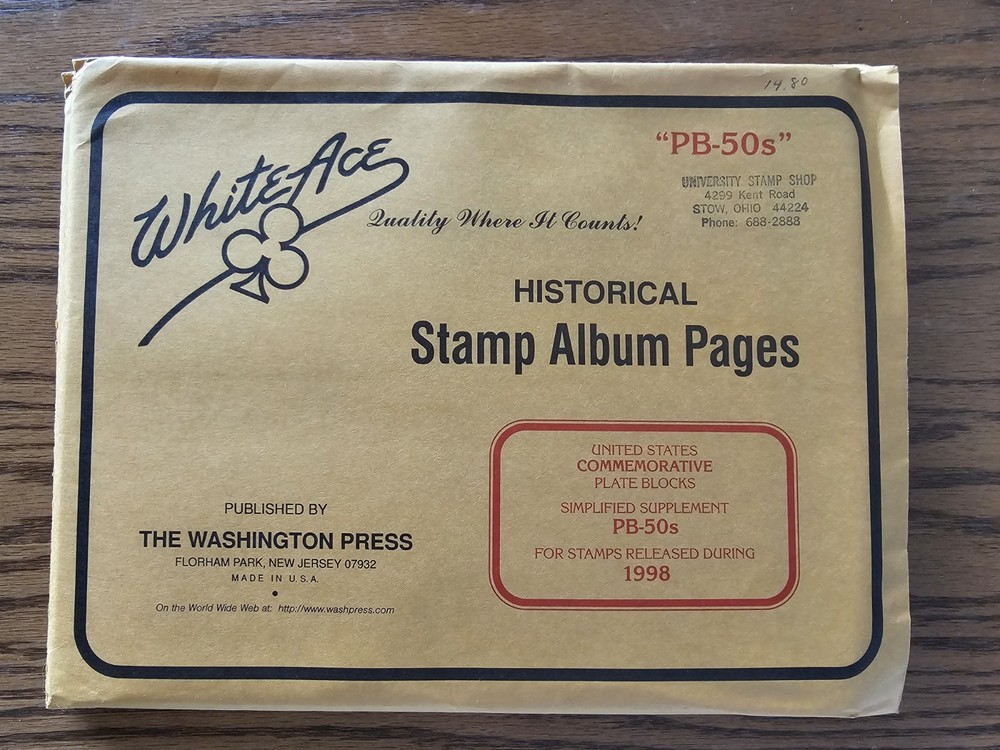 14.80
"PB-50s"
WhiteAce
UNIVERSITY STAMP SHOP
4299 Kent Road
STOW, OHIO 44224
Phone: 688-2888
Quality Where It Counts!
HISTORICAL
Stamp Album Pages
UNITED STATES
COMMEMORATIVE
PLATE BLOCKS
SIMPLIFIED SUPPLEMENT
PB-50s
FOR STAMPS RELEASED DURING
1998
PUBLISHED BY
THE WASHINGTON PRESS
FLORHAM PARK, NEW JERSEY 07932
MADE IN U.S.A.
On the World Wide Web at: http://www.washpress.com